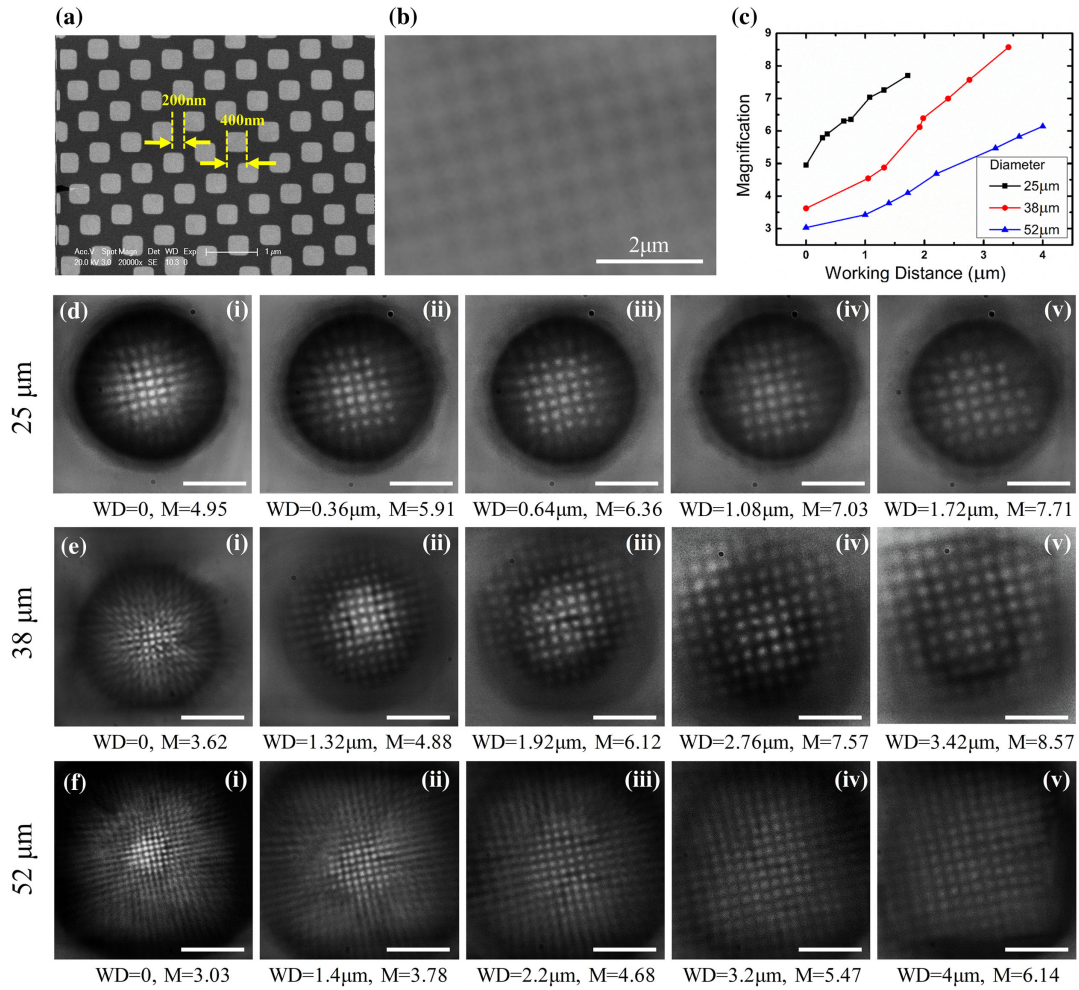 (a)
200nm
400nm
Acc.V Spot Magn Det WD Exp 1 μm
20.0 kV 3.0 20000x SE 10.3 0
(b)
2μm
(c)
Magnification
9
8
7
6
5
4
3
Diameter
25μm
38μm
52μm
0 1 2 3 4
Working Distance (μm)
25 μm
(d) (i) (ii) (iii) (iv) (v)
WD=0, M=4.95 WD=0.36μm, M=5.91 WD=0.64μm, M=6.36 WD=1.08μm, M=7.03 WD=1.72μm, M=7.71
38 μm
(e) (i) (ii) (iii) (iv) (v)
WD=0, M=3.62 WD=1.32μm, M=4.88 WD=1.92μm, M=6.12 WD=2.76μm, M=7.57 WD=3.42μm, M=8.57
52 μm
(f) (i) (ii) (iii) (iv) (v)
WD=0, M=3.03 WD=1.4μm, M=3.78 WD=2.2μm, M=4.68 WD=3.2μm, M=5.47 WD=4μm, M=6.14